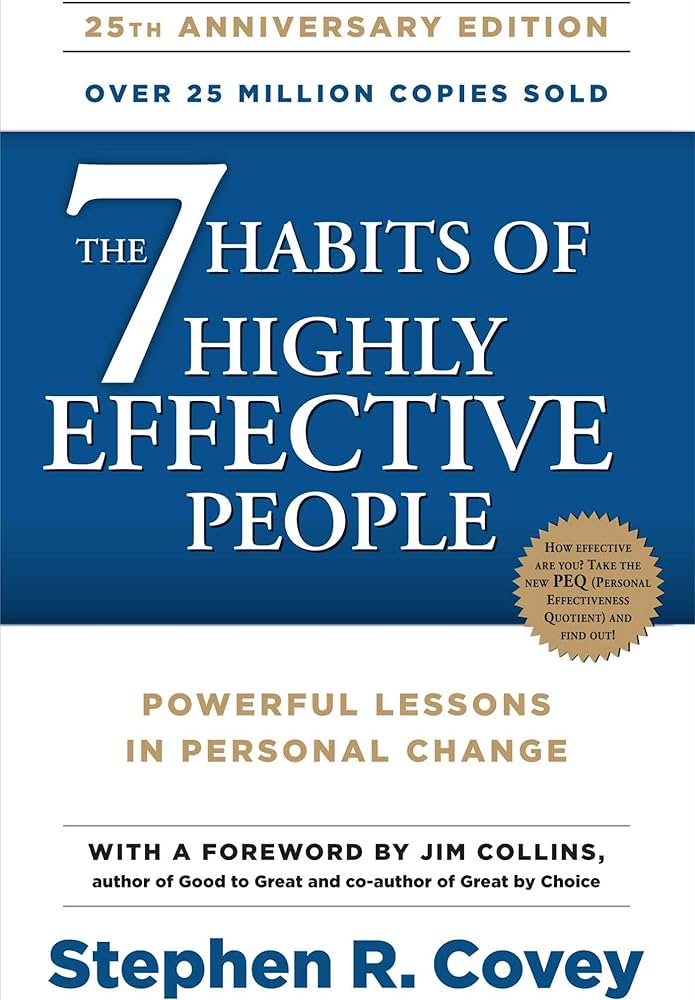 25TH ANNIVERSARY EDITION
OVER 25 MILLION COPIES SOLD
THE 7 HABITS OF
HIGHLY
EFFECTIVE
PEOPLE
HOW EFFECTIVE
ARE YOU? TAKE THE
NEW PEQ (PERSONAL
EFFECTIVENESS
QUOTIENT) AND
FIND OUT!
POWERFUL LESSONS
IN PERSONAL CHANGE
WITH A FOREWORD BY JIM COLLINS,
author of Good to Great and co-author of Great by Choice
Stephen R. Covey